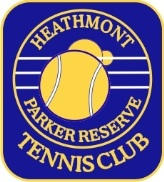 HEATHMONT
PARKER RESERVE
TENNIS CLUB